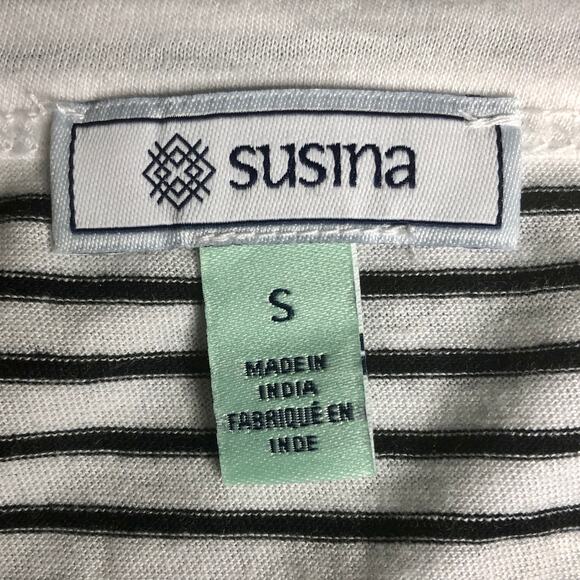 susina
S
MADE IN
INDIA
FABRIQUÉ EN
INDE